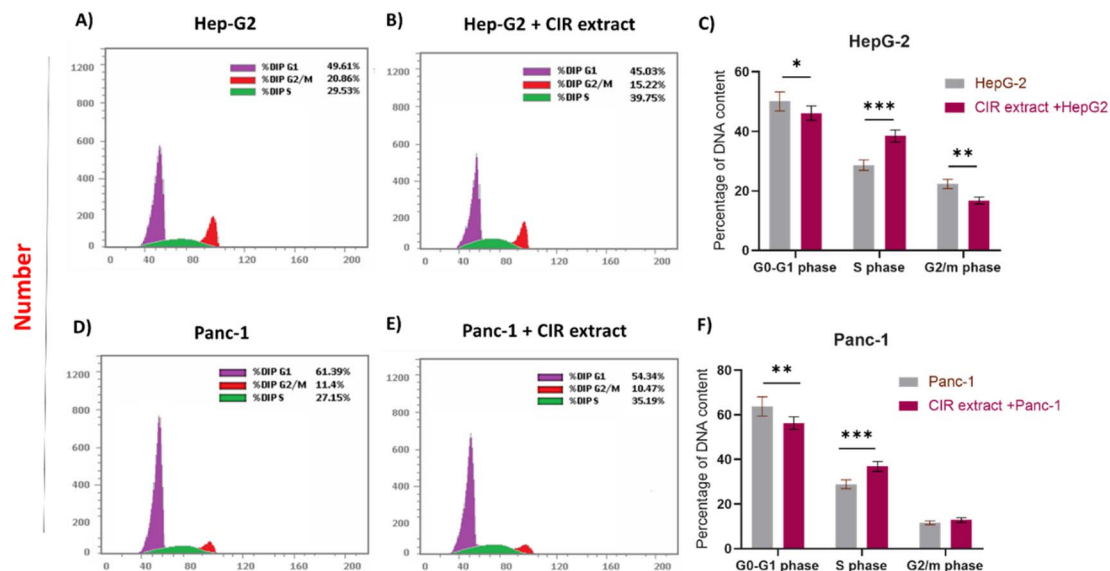 A)
Hep-G2
%DIP G1 49.61%
%DIP G2/M 20.86%
%DIP S 29.53%
1200
1000
800
600
400
200
0
0 40 80 120 160 200
B)
Hep-G2 + CIR extract
%DIP G1 45.03%
%DIP G2/M 15.22%
%DIP S 39.75%
1200
1000
800
600
400
200
0
0 40 80 120 160 200
C)
HepG-2
Percentage of DNA content
60
40
20
0
*
***
**
HepG-2
CIR extract +HepG2
G0-G1 phase S phase G2/m phase
Number
D)
Panc-1
%DIP G1 61.39%
%DIP G2/M 11.4%
%DIP S 27.15%
1200
1000
800
600
400
200
0
0 40 80 120 160 200
E)
Panc-1 + CIR extract
%DIP G1 54.34%
%DIP G2/M 10.47%
%DIP S 35.19%
1200
1000
800
600
400
200
0
0 40 80 120 160 200
F)
Panc-1
Percentage of DNA content
80
60
40
20
0
**
***
Panc-1
CIR extract +Panc-1
G0-G1 phase S phase G2/m phase